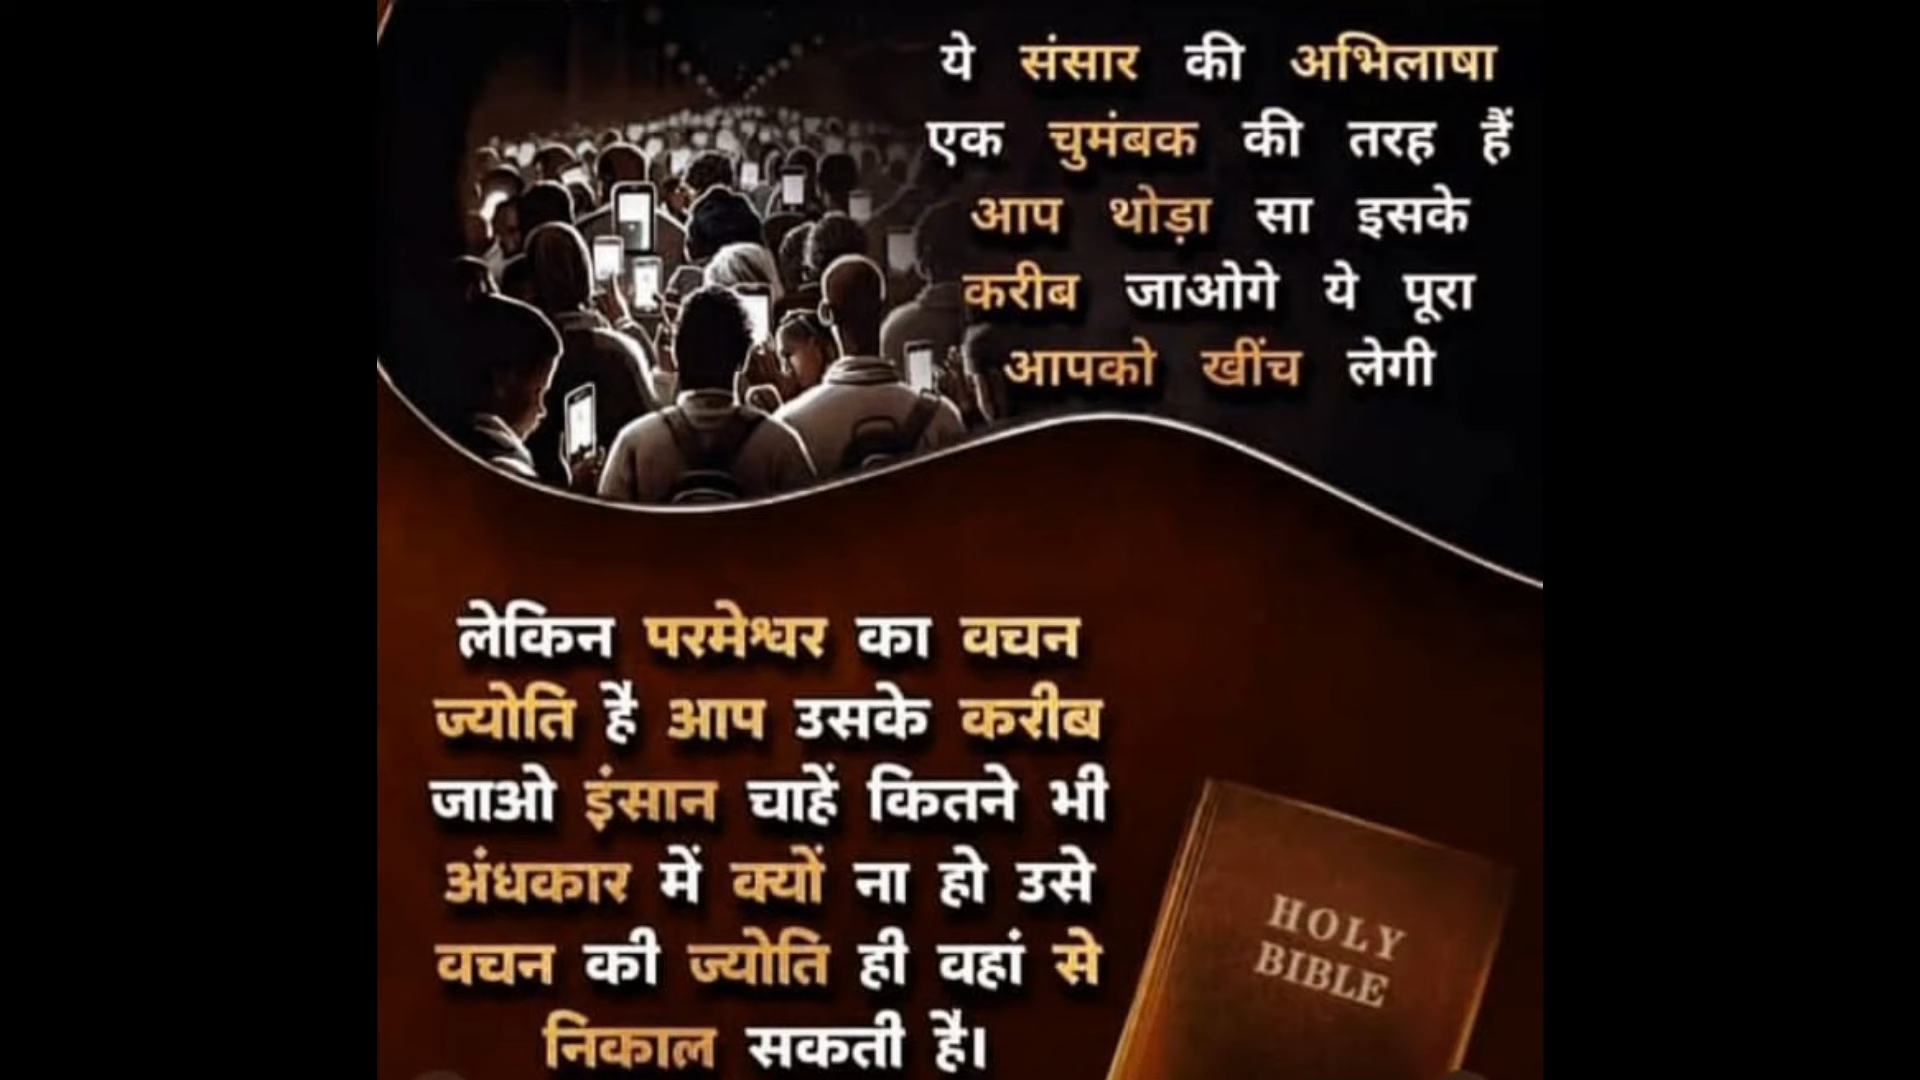 ये संसार की अभिलाषा
एक चुमंबक की तरह हैं
आप थोड़ा सा इसके
करीब जाओगे ये पूरा
आपको खींच लेगी
लेकिन परमेश्वर का वचन
ज्योति है आप उसके करीब
जाओ इंसान चाहें कितने भी
अंधकार में क्यों ना हो उसे
वचन की ज्योति ही वहां से
निकाल सकती है।
HOLY
BIBLE